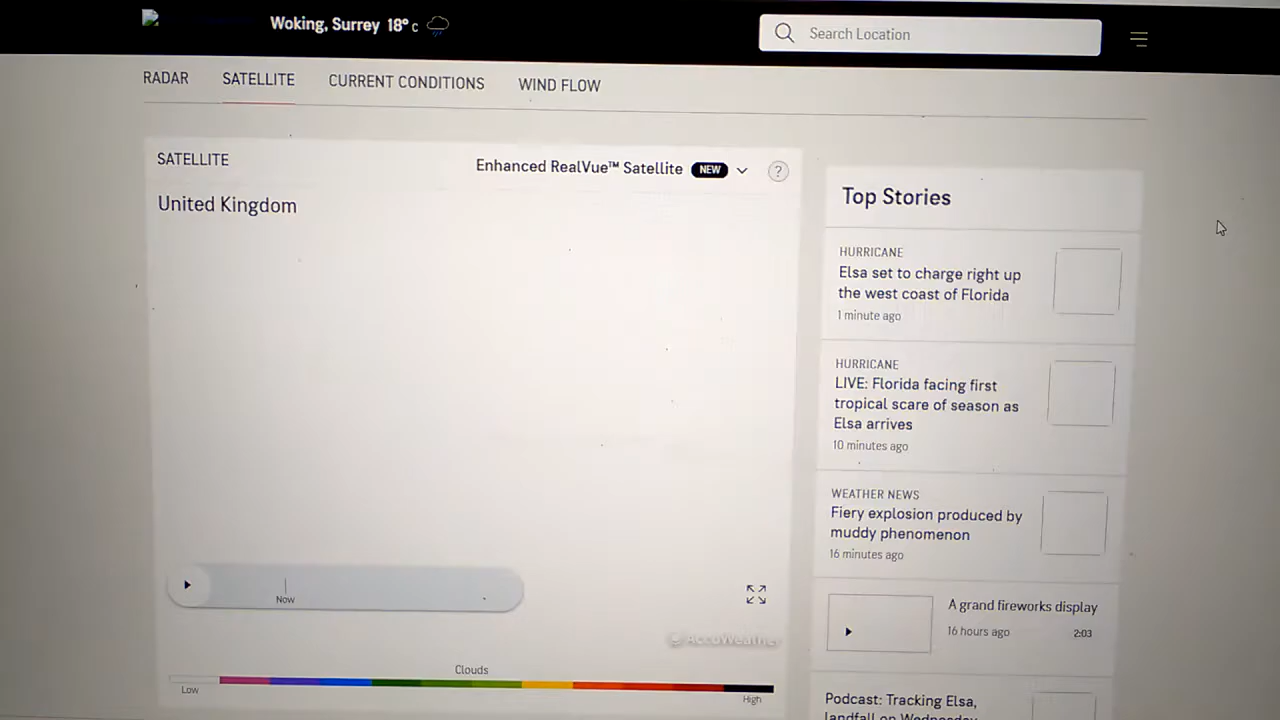 Woking, Surrey 18° C
Search Location
RADAR
SATELLITE
CURRENT CONDITIONS
WIND FLOW
SATELLITE
Enhanced RealVue™ Satellite NEW
?
United Kingdom
Now
© AccuWeather
Clouds
Low
High
Top Stories
HURRICANE
Elsa set to charge right up
the west coast of Florida
1 minute ago
HURRICANE
LIVE: Florida facing first
tropical scare of season as
Elsa arrives
10 minutes ago
WEATHER NEWS
Fiery explosion produced by
muddy phenomenon
16 minutes ago
A grand fireworks display
16 hours ago
2:03
Podcast: Tracking Elsa,
landfall on Wednesday